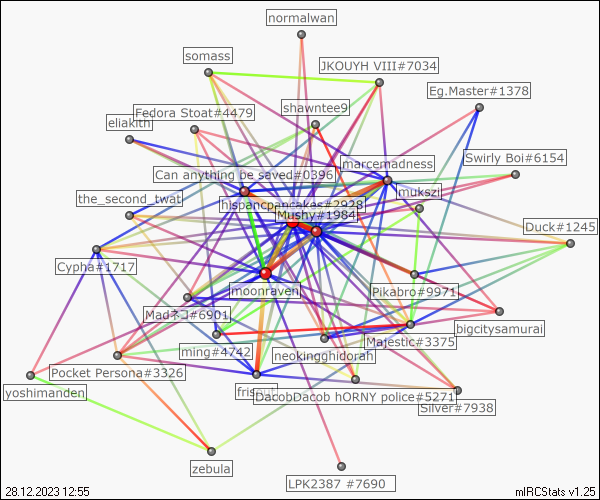 normalwan
somass
JKOUYH VIII#7034
Eg.Master#1378
Fedora Stoat#4479
shawntee9
eliakith
marcemadness
Swirly Boi#6154
Can anything be saved#0396
mukszi
the_second_twat
hispancpancakes#2928
Mushy#1984
Duck#1245
Cypha#1717
moonraven
Pikabro#9971
Madネコ#6901
bigcitysamurai
ming#4742
neokingghidorah
Majestic#3375
Pocket Persona#3326
yoshimanden
DacobDacob hORNY police#5271
Silver#7938
zebula
LPK2387 #7690
28.12.2023 12:55
mIRCStats v1.25